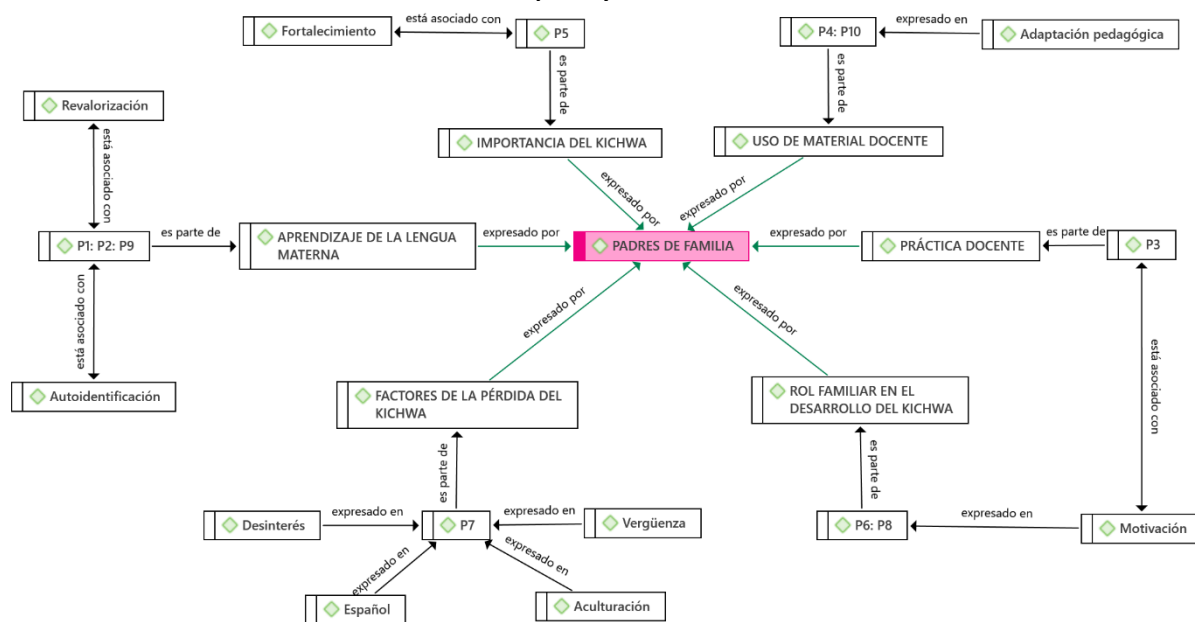 está asociado con
expresado en
Fortalecimiento
P5
P4: P10
Adaptación pedagógica
es parte de
es parte de
Revalorización
IMPORTANCIA DEL KICHWA
USO DE MATERIAL DOCENTE
está asociado con
expresado por
expresado por
P1: P2: P9
es parte de
APRENDIZAJE DE LA LENGUA
MATERNA
expresado por
PADRES DE FAMILIA
expresado por
PRÁCTICA DOCENTE
es parte de
P3
está asociado con
expresado por
expresado por
está asociado con
Autoidentificación
FACTORES DE LA PÉRDIDA DEL
KICHWA
ROL FAMILIAR EN EL
DESARROLLO DEL KICHWA
es parte de
es parte de
Desinterés
expresado en
P7
expresado en
Vergüenza
P6: P8
expresado en
Motivación
expresado en
expresado en
Español
Aculturación